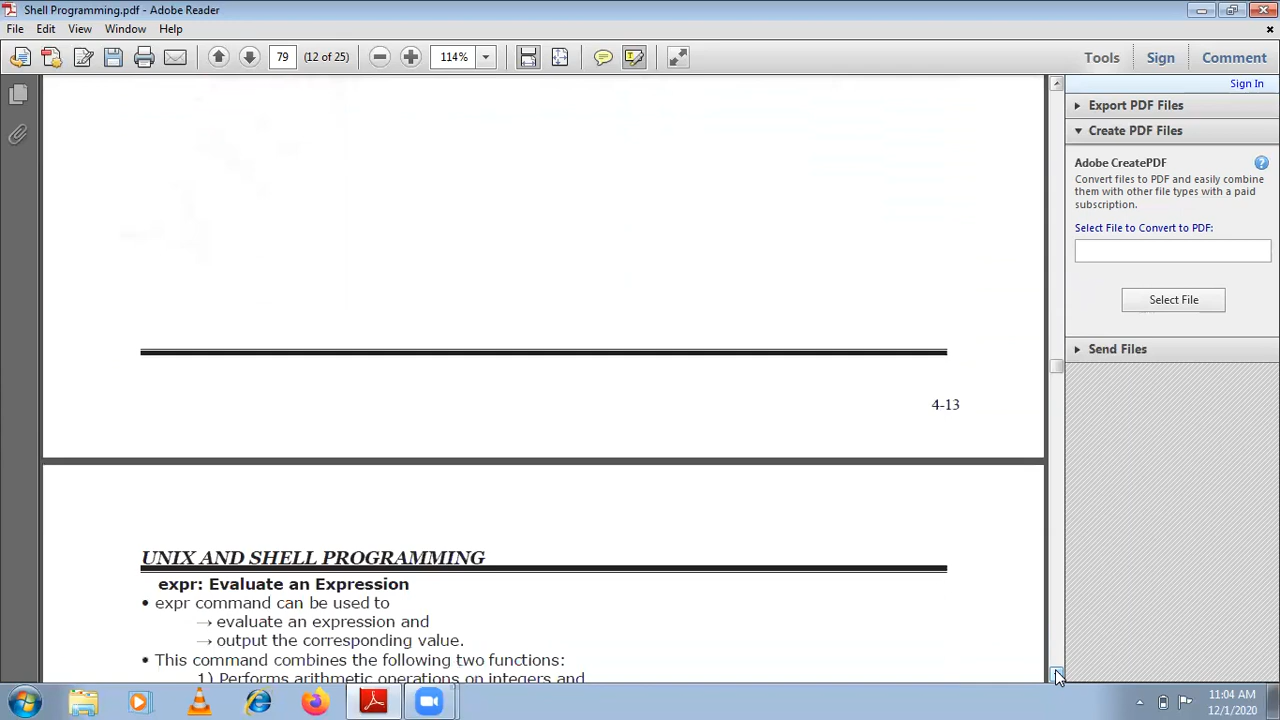 Shell Programming.pdf - Adobe Reader
File Edit View Window Help
79 (12 of 25) 114% Tools Sign Comment
Sign In
Export PDF Files
Create PDF Files
Adobe CreatePDF
Convert files to PDF and easily combine
them with other file types with a paid
subscription.
Select File to Convert to PDF:
Select File
Send Files
4-13
UNIX AND SHELL PROGRAMMING
expr: Evaluate an Expression
• expr command can be used to
→ evaluate an expression and
→ output the corresponding value.
• This command combines the following two functions:
1) Performs arithmetic operations on integers and
11:04 AM
12/1/2020